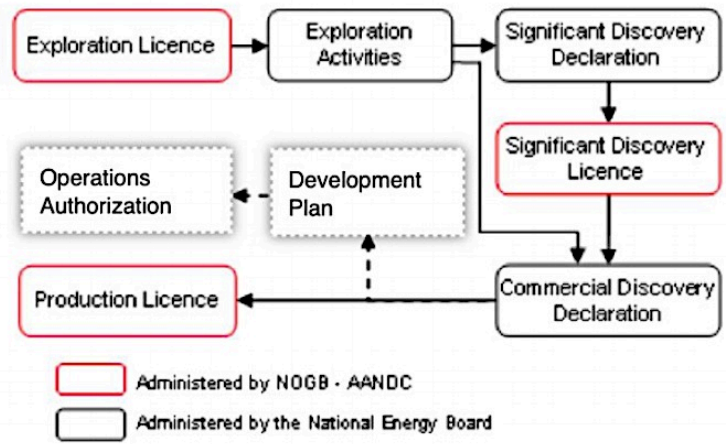 Exploration Licence
Exploration
Activities
Significant Discovery
Declaration
Significant Discovery
Licence
Operations
Authorization
Development
Plan
Production Licence
Commercial Discovery
Declaration
Administered by NOGB - AANDC
Administered by the National Energy Board